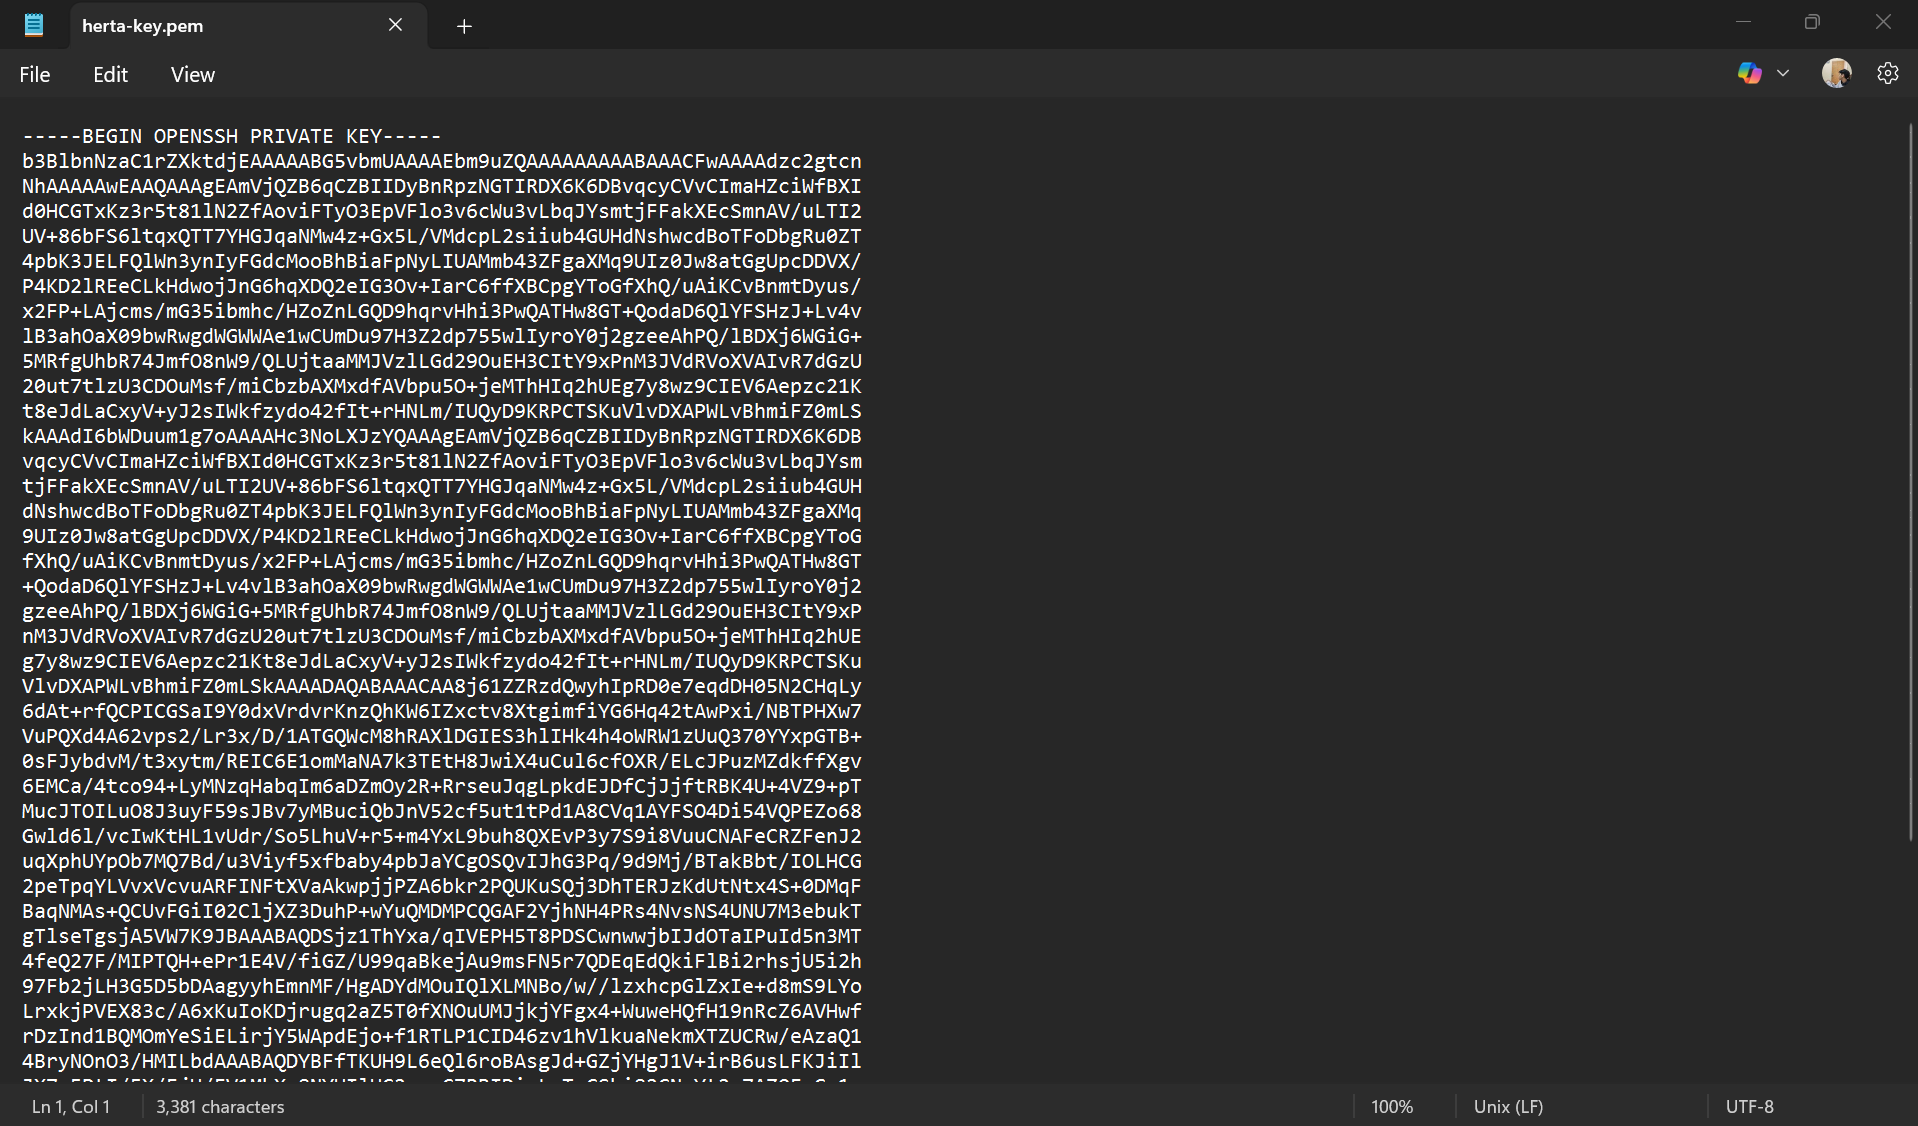 herta-key.pem
File Edit View
-----BEGIN OPENSSH PRIVATE KEY-----
b3BlbnNzaC1rZXktdjEAAAAABG5vbmUAAAAEbm9uZQAAAAAAAAABAAACFwAAAAdzc2gtcn
NhAAAAAwEAAQAAAgEAmVjQZB6qCZBIIDyBnRpzNGTIRDX6K6DBvqcyCVvCImaHZciWfBXI
d0HCGTxKz3r5t81lN2ZfAoviFTyO3EpVFlo3v6cWu3vLbqJYsmtjFFakXEcSmnAV/uLTI2
UV+86bFS6ltqxQTT7YHGJqaNMw4z+Gx5L/VMdcpL2siiub4GUHdNshwcdBoTFoDbgRu0ZT
4pbK3JELFQlWn3ynIyFGdcMooBhBiaFpNyLIUAMmb43ZFgaXMq9UIz0Jw8atGgUpcDDVX/
P4KD2lREeCLkHdwojJnG6hqXDQ2eIG3Ov+IarC6ffXBCpgYToGfXhQ/uAiKCvBnmtDyus/
x2FP+LAjcms/mG35ibmhc/HZoZnLGQD9hqrvHhi3PwQATHw8GT+QodaD6QlYFSHzJ+Lv4v
lB3ahOaX09bwRwgdWGWWAe1wCUmDu97H3Z2dp755wlIyroY0j2gzeeAhPQ/lBDXj6WGiG+
5MRfgUhbR74JmfO8nW9/QLUjtaaMMJVzlLGd29OuEH3CItY9xPnM3JVdRVoXVAIvR7dGzU
20ut7tlzU3CDOuMsf/miCbzbAXMxdfAVbpu5O+jeMThHIq2hUEg7y8wz9CIEV6Aepzc21K
t8eJdLaCxyV+yJ2sIWkfzydo42fIt+rHNLm/IUQyD9KRPCTSKuVlvDXAPWLvBhmiFZ0mLS
kAAAdI6bWDuum1g7oAAAAHc3NoLXJzYQAAAgEAmVjQZB6qCZBIIDyBnRpzNGTIRDX6K6DB
vqcyCVvCImaHZciWfBXId0HCGTxKz3r5t81lN2ZfAoviFTyO3EpVFlo3v6cWu3vLbqJYsm
tjFFakXEcSmnAV/uLTI2UV+86bFS6ltqxQTT7YHGJqaNMw4z+Gx5L/VMdcpL2siiub4GUH
dNshwcdBoTFoDbgRu0ZT4pbK3JELFQlWn3ynIyFGdcMooBhBiaFpNyLIUAMmb43ZFgaXMq
9UIz0Jw8atGgUpcDDVX/P4KD2lREeCLkHdwojJnG6hqXDQ2eIG3Ov+IarC6ffXBCpgYToG
fXhQ/uAiKCvBnmtDyus/x2FP+LAjcms/mG35ibmhc/HZoZnLGQD9hqrvHhi3PwQATHw8GT
+QodaD6QlYFSHzJ+Lv4vlB3ahOaX09bwRwgdWGWWAe1wCUmDu97H3Z2dp755wlIyroY0j2
gzeeAhPQ/lBDXj6WGiG+5MRfgUhbR74JmfO8nW9/QLUjtaaMMJVzlLGd29OuEH3CItY9xP
nM3JVdRVoXVAIvR7dGzU20ut7tlzU3CDOuMsf/miCbzbAXMxdfAVbpu5O+jeMThHIq2hUE
g7y8wz9CIEV6Aepzc21Kt8eJdLaCxyV+yJ2sIWkfzydo42fIt+rHNLm/IUQyD9KRPCTSKu
VlvDXAPWLvBhmiFZ0mLSkAAAADAQABAAACAA8j61ZZRzdQwyhIpRD0e7eqdDH05N2CHqLy
6dAt+rfQCPICGSaI9Y0dxVrdvrKnzQhKW6IZxctv8XtgimfiYG6Hq42tAwPxi/NBTPHXw7
VuPQXd4A62vps2/Lr3x/D/1ATGQWcM8hRAXlDGIES3hlIHk4h4oWRW1zUuQ370YYxpGTB+
0sFJybdvM/t3xytm/REIC6E1omMaNA7k3TEtH8JwiX4uCul6cfOXR/ELcJPuzMZdkffXgv
6EMCa/4tco94+LyMNzqHabqIm6aDZmOy2R+RrseuJqgLpkdEJDfCjJjftRBK4U+4VZ9+pT
MucJTOILuO8J3uyF59sJBv7yMBuciQbJnV52cf5ut1tPd1A8CVq1AYFSO4Di54VQPEZo68
Gwld6l/vcIwKtHL1vUdr/So5LhuV+r5+m4YxL9buh8QXEvP3y7S9i8VuuCNAFeCRZFenJ2
uqXphUYpOb7MQ7Bd/u3Viyf5xfbaby4pbJaYCgOSQvIJhG3Pq/9d9Mj/BTakBbt/IOLHCG
2peTpqYLVvxVcvuARFINFtXVaAkwpjjPZA6bkr2PQUKuSQj3DhTERJzKdUtNtx4S+0DMqF
BaqNMAs+QCUvFGiI02CljXZ3DuhP+wYuQMDMPCQGAF2YjhNH4PRs4NvsNS4UNU7M3ebukT
gTlseTgsjA5VW7K9JBAAABAQDSjz1ThYxa/qIVEPH5T8PDSCwnwwjbIJdOTaIPuId5n3MT
4feQ27F/MIPTQH+ePr1E4V/fiGZ/U99qaBkejAu9msFN5r7QDEqEdQkiFlBi2rhsjU5i2h
97Fb2jLH3G5D5bDAagyyhEmnMF/HgADYdMOuIQlXLMNBo/w//lzxhcpGlZxIe+d8mS9LYo
LrxkjPVEX83c/A6xKuIoKDjrugq2aZ5T0fXNOuUMJjkjYFgx4+WuweHQfH19nRcZ6AVHwf
rDzInd1BQMOmYeSiELirjY5WApdEjo+f1RTLP1CID46zv1hVlkuaNekmXTZUCRw/eAzaQ1
4BryNOnO3/HMILbdAAABAQDYBFfTKUH9L6eQl6roBAsgJd+GZjYHgJ1V+irB6usLFKJiIl
Ln 1, Col 1 3,381 characters 100% Unix (LF) UTF-8